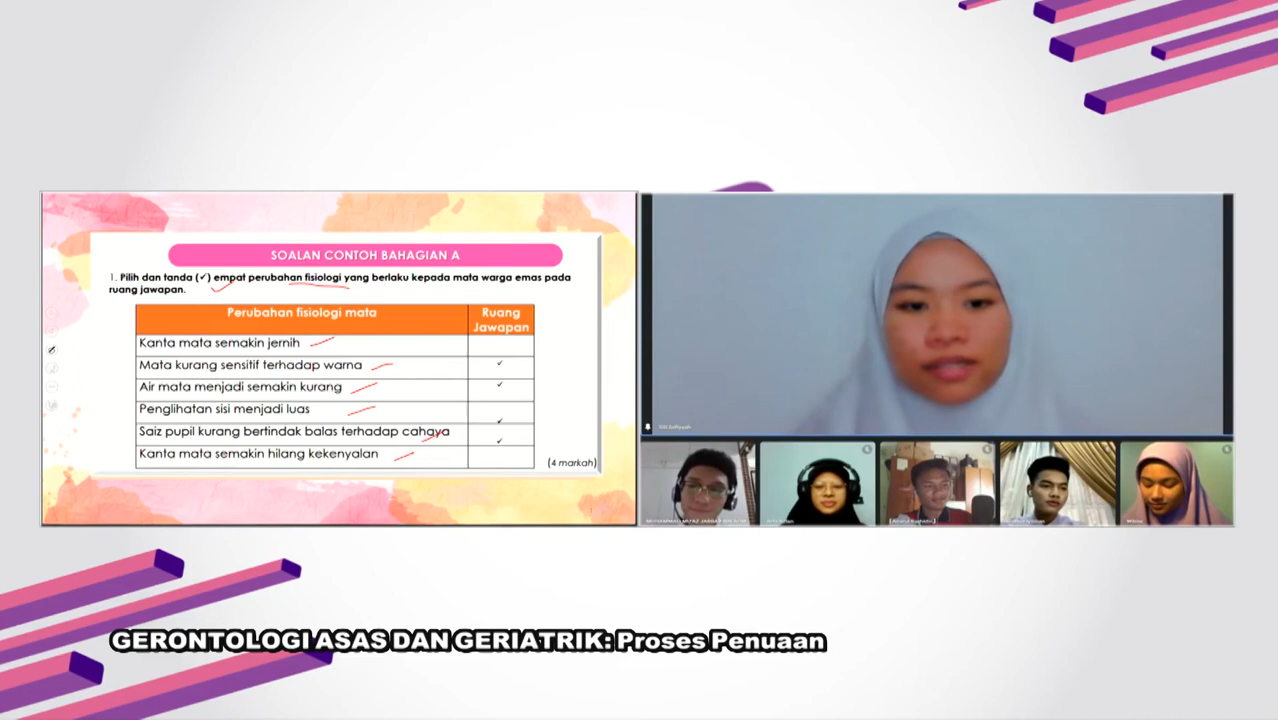 SOALAN CONTOH BAHAGIAN A
1. Pilih dan tanda (✓) empat perubahan fisiologi yang berlaku kepada mata warga emas pada
ruang jawapan.
Perubahan fisiologi mata
Ruang
Jawapan
Kanta mata semakin jernih
Mata kurang sensitif terhadap warna ✓
Air mata menjadi semakin kurang ✓
Penglihatan sisi menjadi luas
Saiz pupil kurang bertindak balas terhadap cahaya ✓
Kanta mata semakin hilang kekenyalan ✓
(4 markah)
GERONTOLOGI ASAS DAN GERIATRIK: Proses Penuaan